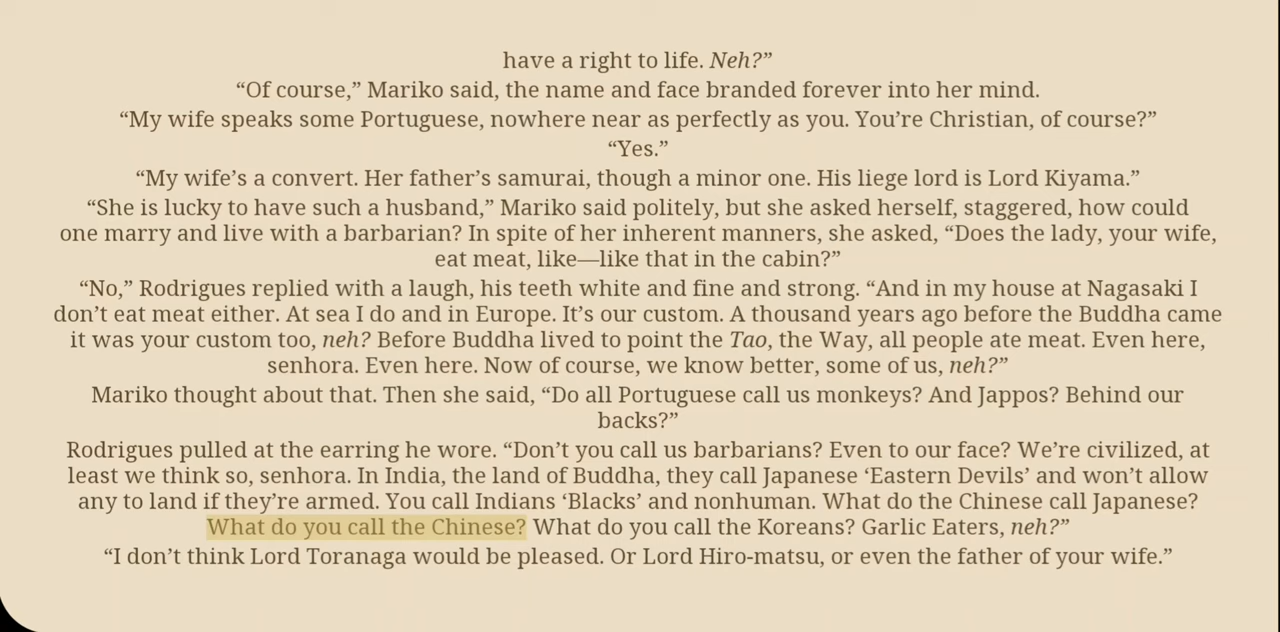 have a right to life. Neh?”
“Of course,” Mariko said, the name and face branded forever into her mind.
“My wife speaks some Portuguese, nowhere near as perfectly as you. You’re Christian, of course?”
“Yes.”
“My wife’s a convert. Her father’s samurai, though a minor one. His liege lord is Lord Kiyama.”
“She is lucky to have such a husband,” Mariko said politely, but she asked herself, staggered, how could
one marry and live with a barbarian? In spite of her inherent manners, she asked, “Does the lady, your wife,
eat meat, like—like that in the cabin?”
“No,” Rodrigues replied with a laugh, his teeth white and fine and strong. “And in my house at Nagasaki I
don’t eat meat either. At sea I do and in Europe. It’s our custom. A thousand years ago before the Buddha came
it was your custom too, neh? Before Buddha lived to point the Tao, the Way, all people ate meat. Even here,
senhora. Even here. Now of course, we know better, some of us, neh?”
Mariko thought about that. Then she said, “Do all Portuguese call us monkeys? And Jappos? Behind our
backs?”
Rodrigues pulled at the earring he wore. “Don’t you call us barbarians? Even to our face? We’re civilized, at
least we think so, senhora. In India, the land of Buddha, they call Japanese ‘Eastern Devils’ and won’t allow
any to land if they’re armed. You call Indians ‘Blacks’ and nonhuman. What do the Chinese call Japanese?
What do you call the Chinese? What do you call the Koreans? Garlic Eaters, neh?”
“I don’t think Lord Toranaga would be pleased. Or Lord Hiro-matsu, or even the father of your wife.”